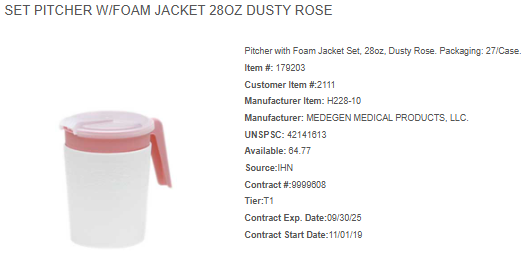 SET PITCHER W/FOAM JACKET 28OZ DUSTY ROSE
Pitcher with Foam Jacket Set, 28oz, Dusty Rose. Packaging: 27/Case.
Item #: 179203
Customer Item #:2111
Manufacturer Item: H228-10
Manufacturer: MEDEGEN MEDICAL PRODUCTS, LLC.
UNSPSC: 42141613
Available: 64.77
Source:IHN
Contract #:9999608
Tier:T1
Contract Exp. Date:09/30/25
Contract Start Date:11/01/19